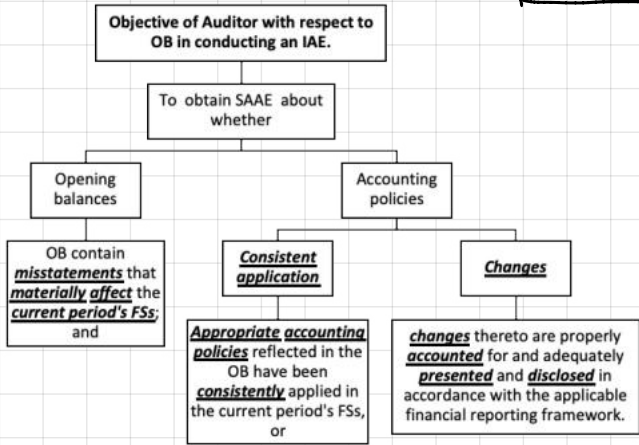 Objective of Auditor with respect to
OB in conducting an IAE.
To obtain SAAE about
whether
Opening
balances
Accounting
policies
OB contain
misstatements that
materially affect the
current period's FSs;
and
Consistent
application
Changes
Appropriate accounting
policies reflected in the
OB have been
consistently applied in
the current period's FSs,
or
changes thereto are properly
accounted for and adequately
presented and disclosed in
accordance with the applicable
financial reporting framework.